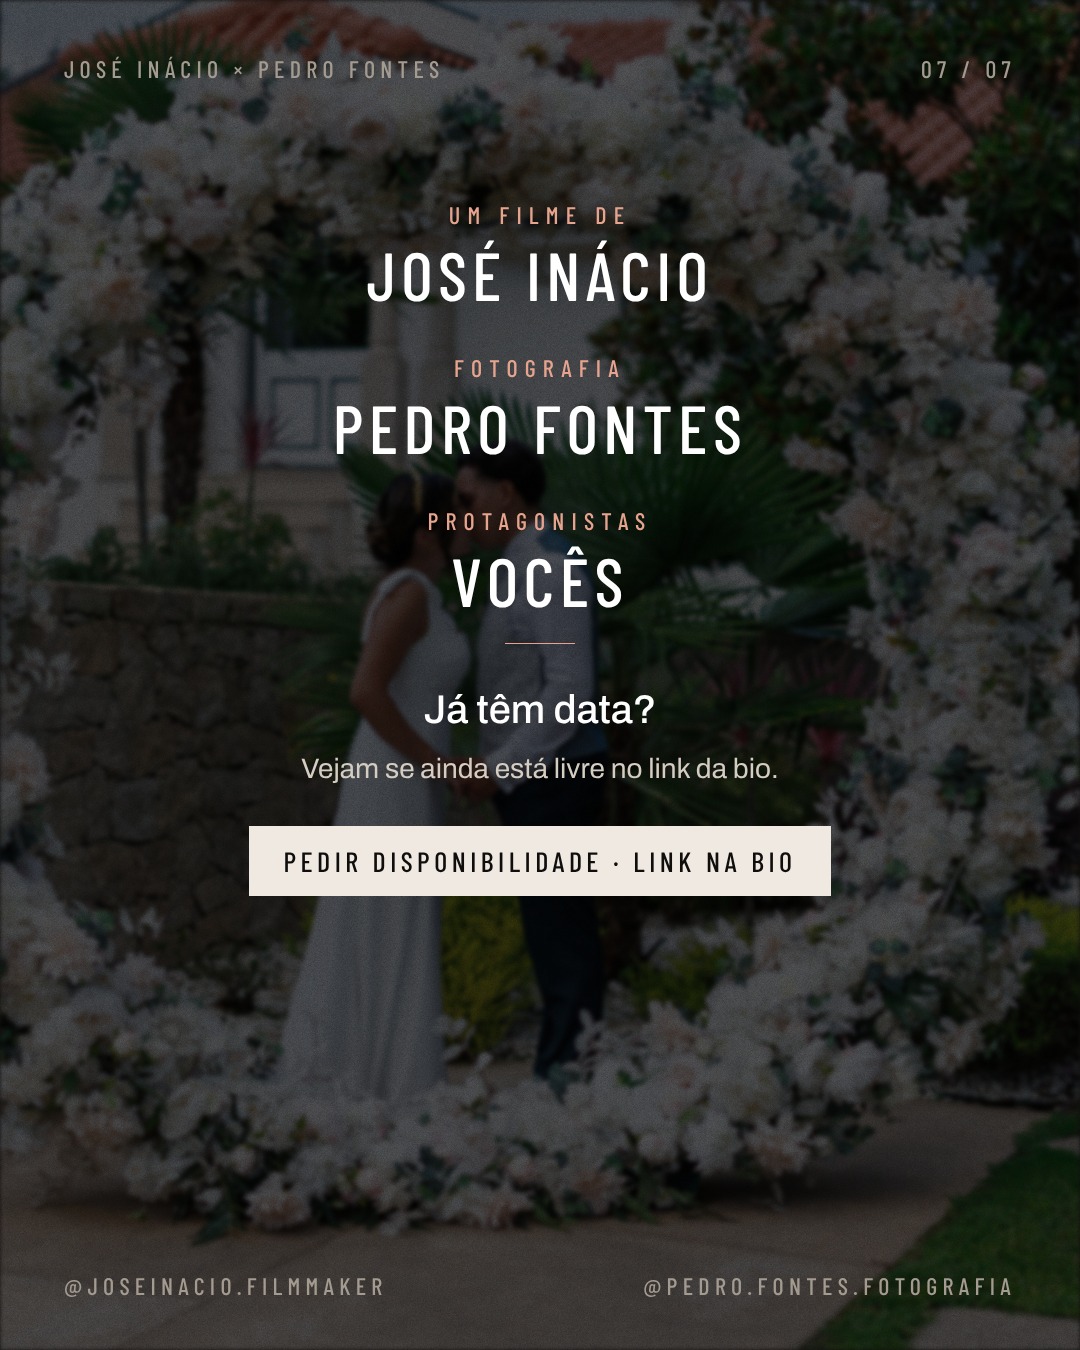 JOSÉ INÁCIO × PEDRO FONTES
07 / 07
UM FILME DE
JOSÉ INÁCIO
FOTOGRAFIA
PEDRO FONTES
PROTAGONISTAS
VOCÊS
Já têm data?
Vejam se ainda está livre no link da bio.
PEDIR DISPONIBILIDADE · LINK NA BIO
@JOSEINACIO.FILMMAKER
@PEDRO.FONTES.FOTOGRAFIA